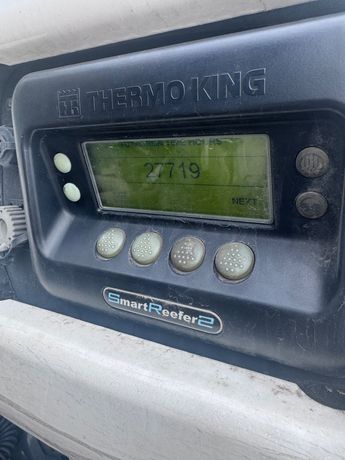 THERMO KING
27719
NEXT
SmartReefer2